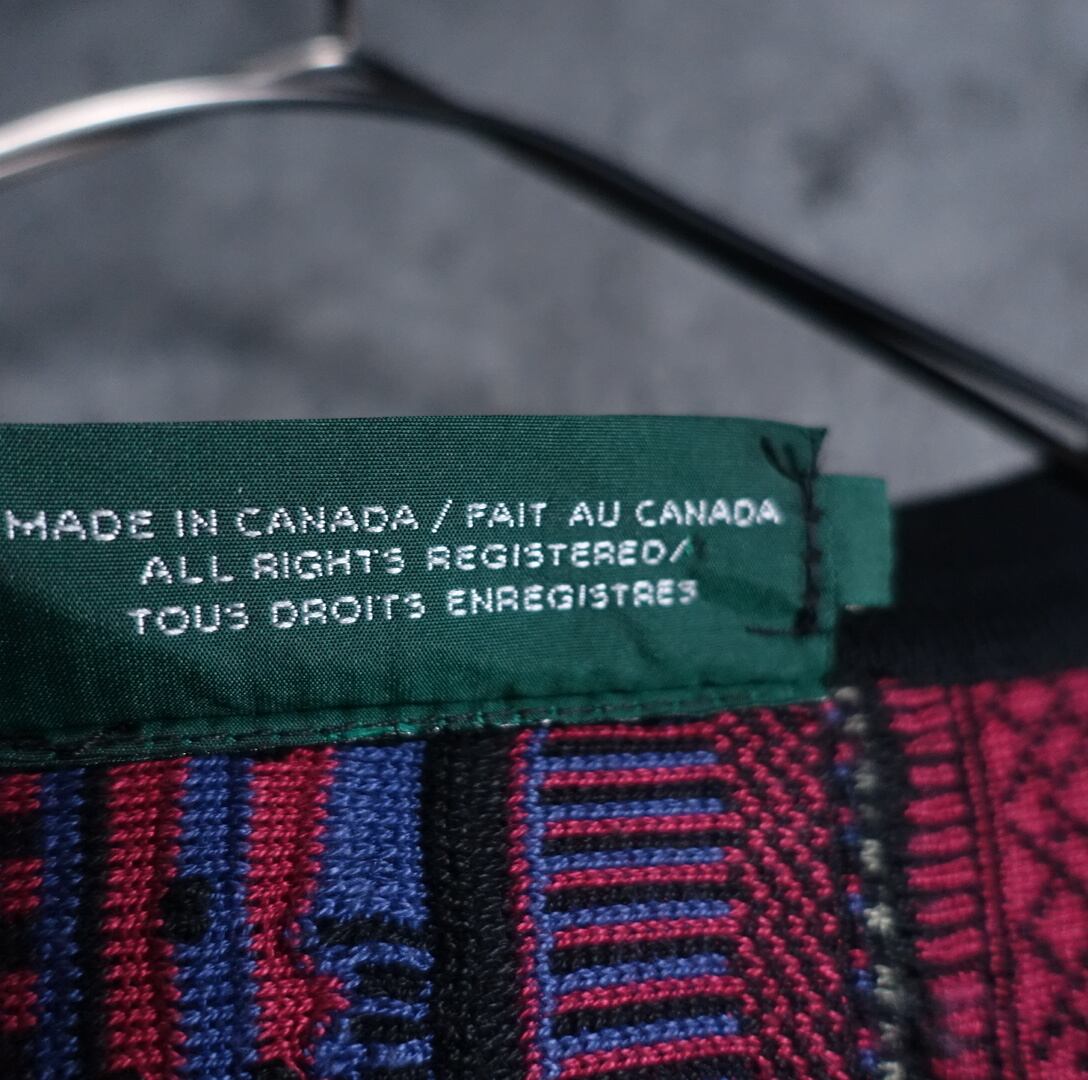 MADE IN CANADA / FAIT AU CANADA
ALL RIGHTS REGISTERED/
TOUS DROITS ENREGISTRES